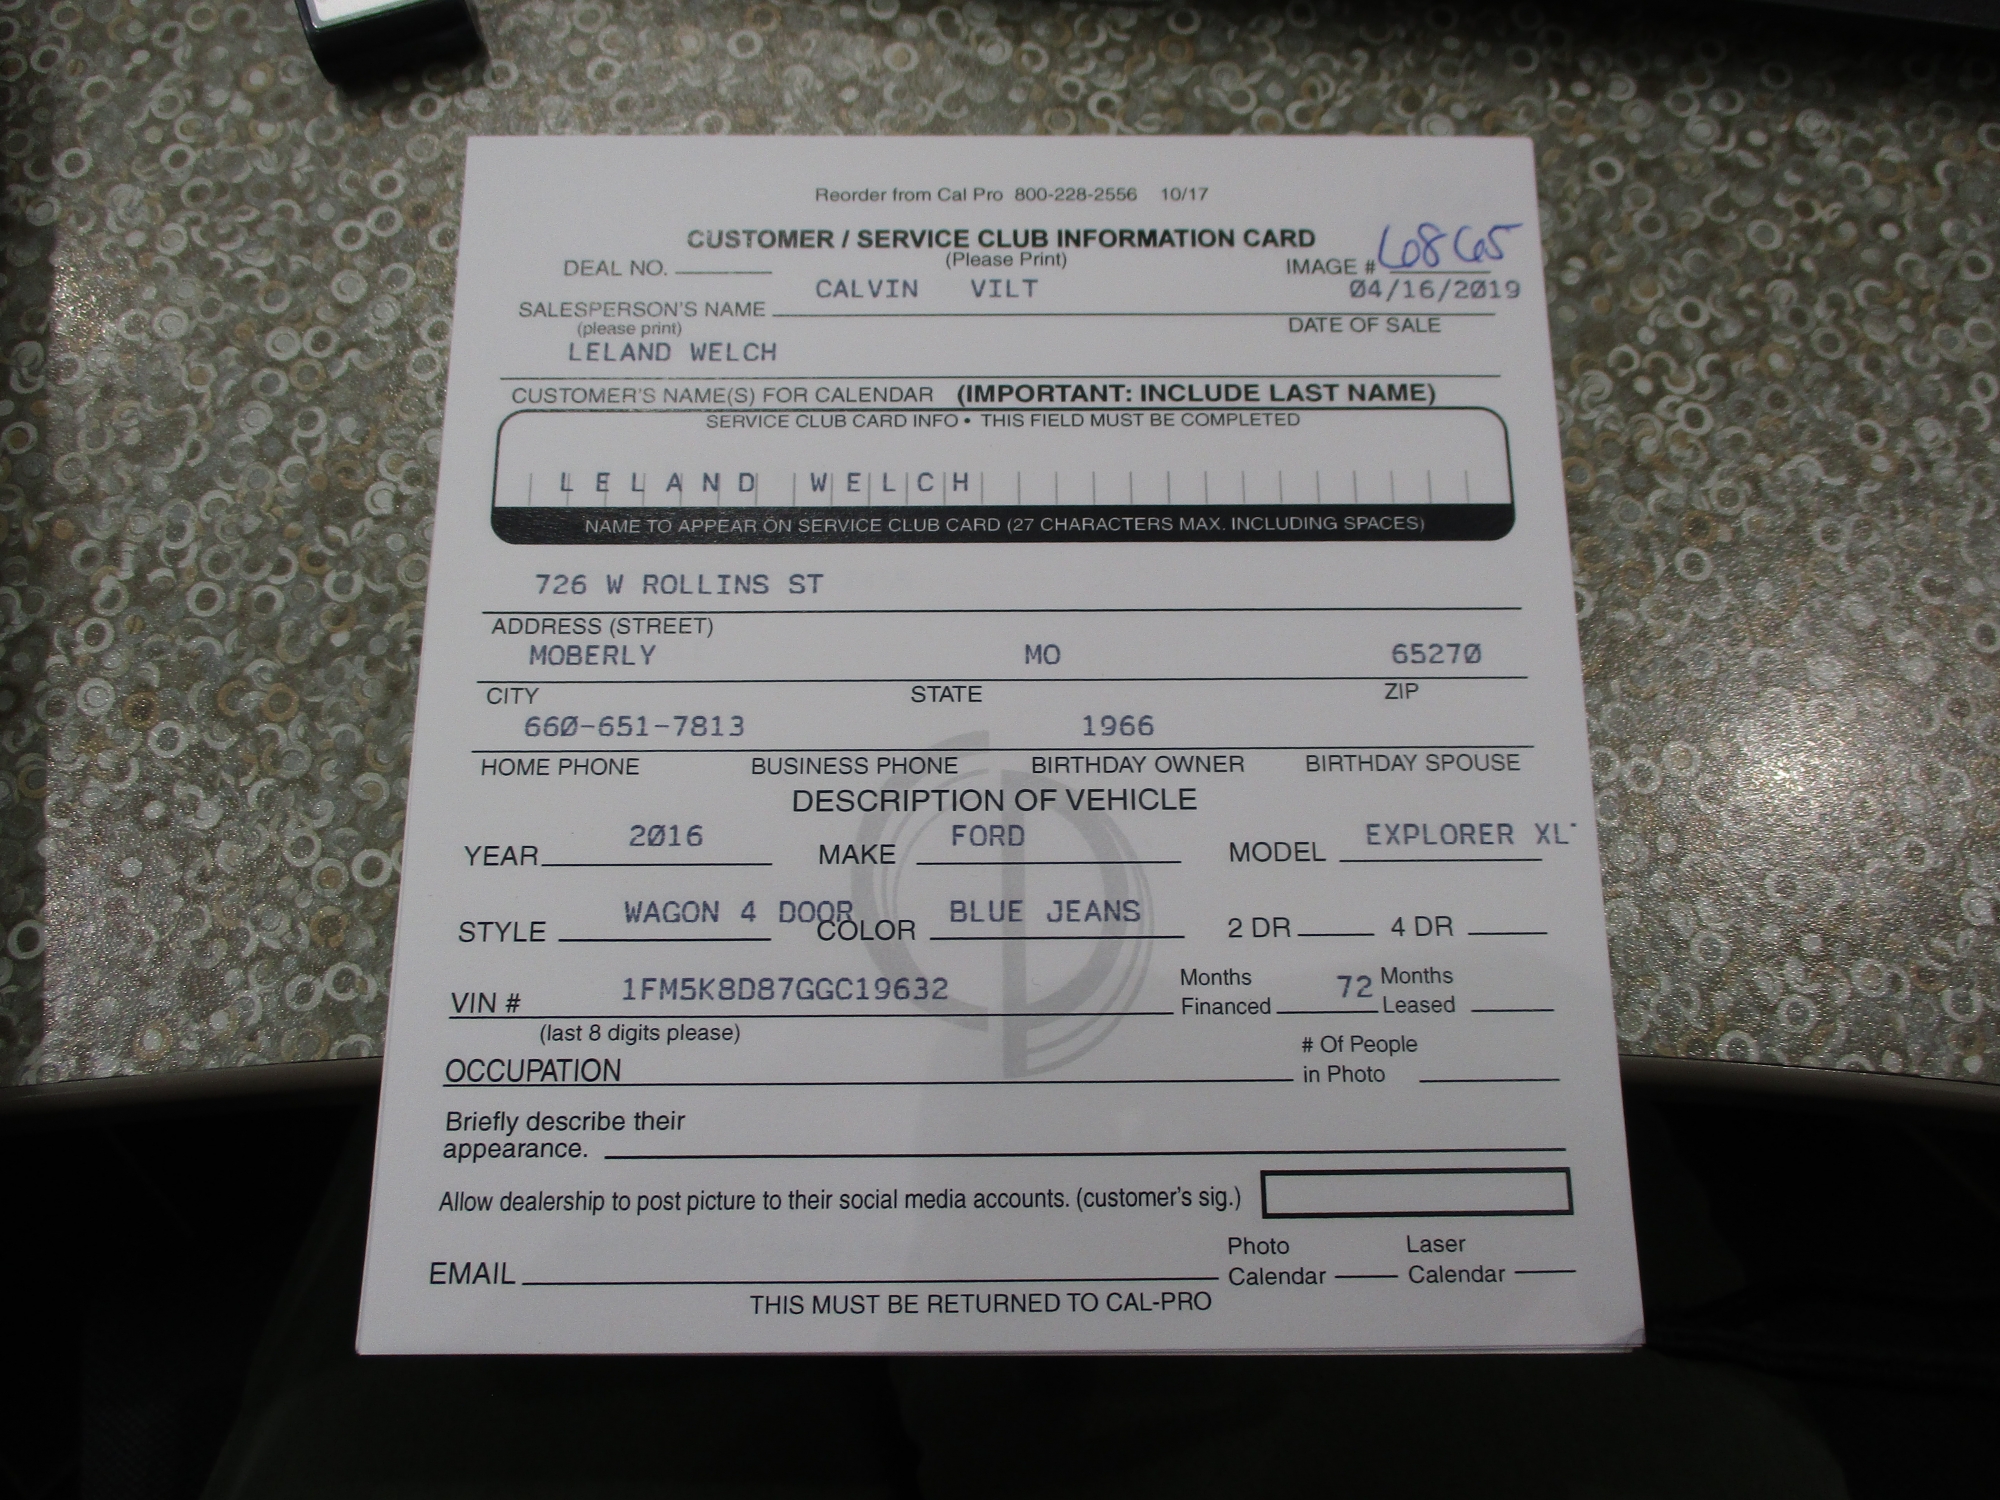 Reorder from Cal Pro 800-228-2556 10/17
CUSTOMER / SERVICE CLUB INFORMATION CARD
(Please Print)
DEAL NO.
IMAGE # 6865
CALVIN VILT
04/16/2019
SALESPERSON'S NAME
DATE OF SALE
(please print)
LELAND WELCH
CUSTOMER'S NAME(S) FOR CALENDAR (IMPORTANT: INCLUDE LAST NAME)
SERVICE CLUB CARD INFO • THIS FIELD MUST BE COMPLETED
LELAND WELCH
NAME TO APPEAR ON SERVICE CLUB CARD (27 CHARACTERS MAX. INCLUDING SPACES)
726 W ROLLINS ST
ADDRESS (STREET)
MOBERLY MO 65270
CITY STATE ZIP
660-651-7813 1966
HOME PHONE BUSINESS PHONE BIRTHDAY OWNER BIRTHDAY SPOUSE
DESCRIPTION OF VEHICLE
YEAR 2016 MAKE FORD MODEL EXPLORER XL
STYLE WAGON 4 DOOR COLOR BLUE JEANS 2 DR 4 DR
VIN # 1FM5K8D87GGC19632 Months Financed 72 Months Leased
(last 8 digits please)
OCCUPATION # Of People in Photo
Briefly describe their
appearance.
Allow dealership to post picture to their social media accounts. (customer's sig.)
EMAIL Photo Calendar Laser Calendar
THIS MUST BE RETURNED TO CAL-PRO